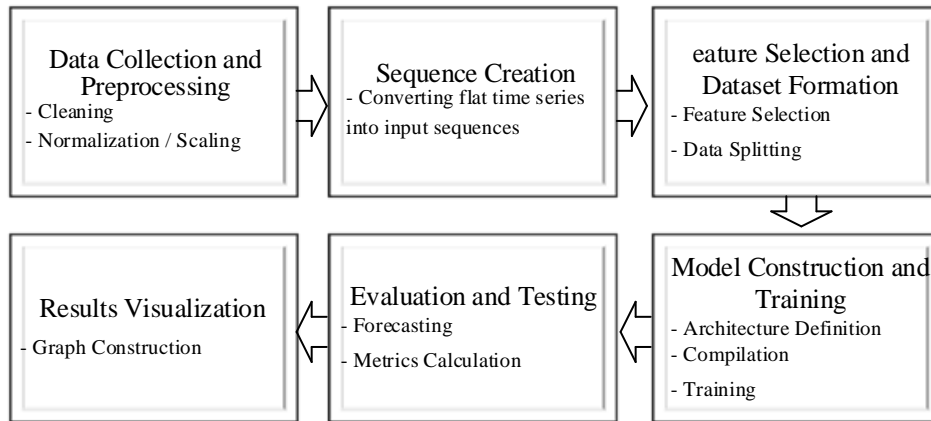 Data Collection and
Preprocessing
- Cleaning
- Normalization / Scaling
Sequence Creation
- Converting flat time series
into input sequences
eature Selection and
Dataset Formation
- Feature Selection
- Data Splitting
Model Construction and
Training
- Architecture Definition
- Compilation
- Training
Evaluation and Testing
- Forecasting
- Metrics Calculation
Results Visualization
- Graph Construction